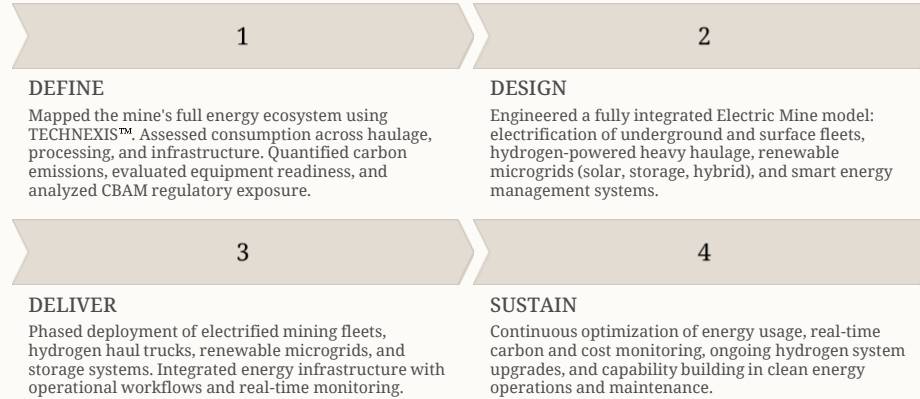 1
2
DEFINE
Mapped the mine's full energy ecosystem using
TECHNEXIS™. Assessed consumption across haulage,
processing, and infrastructure. Quantified carbon
emissions, evaluated equipment readiness, and
analyzed CBAM regulatory exposure.
DESIGN
Engineered a fully integrated Electric Mine model:
electrification of underground and surface fleets,
hydrogen-powered heavy haulage, renewable
microgrids (solar, storage, hybrid), and smart energy
management systems.
3
4
DELIVER
Phased deployment of electrified mining fleets,
hydrogen haul trucks, renewable microgrids, and
storage systems. Integrated energy infrastructure with
operational workflows and real-time monitoring.
SUSTAIN
Continuous optimization of energy usage, real-time
carbon and cost monitoring, ongoing hydrogen system
upgrades, and capability building in clean energy
operations and maintenance.